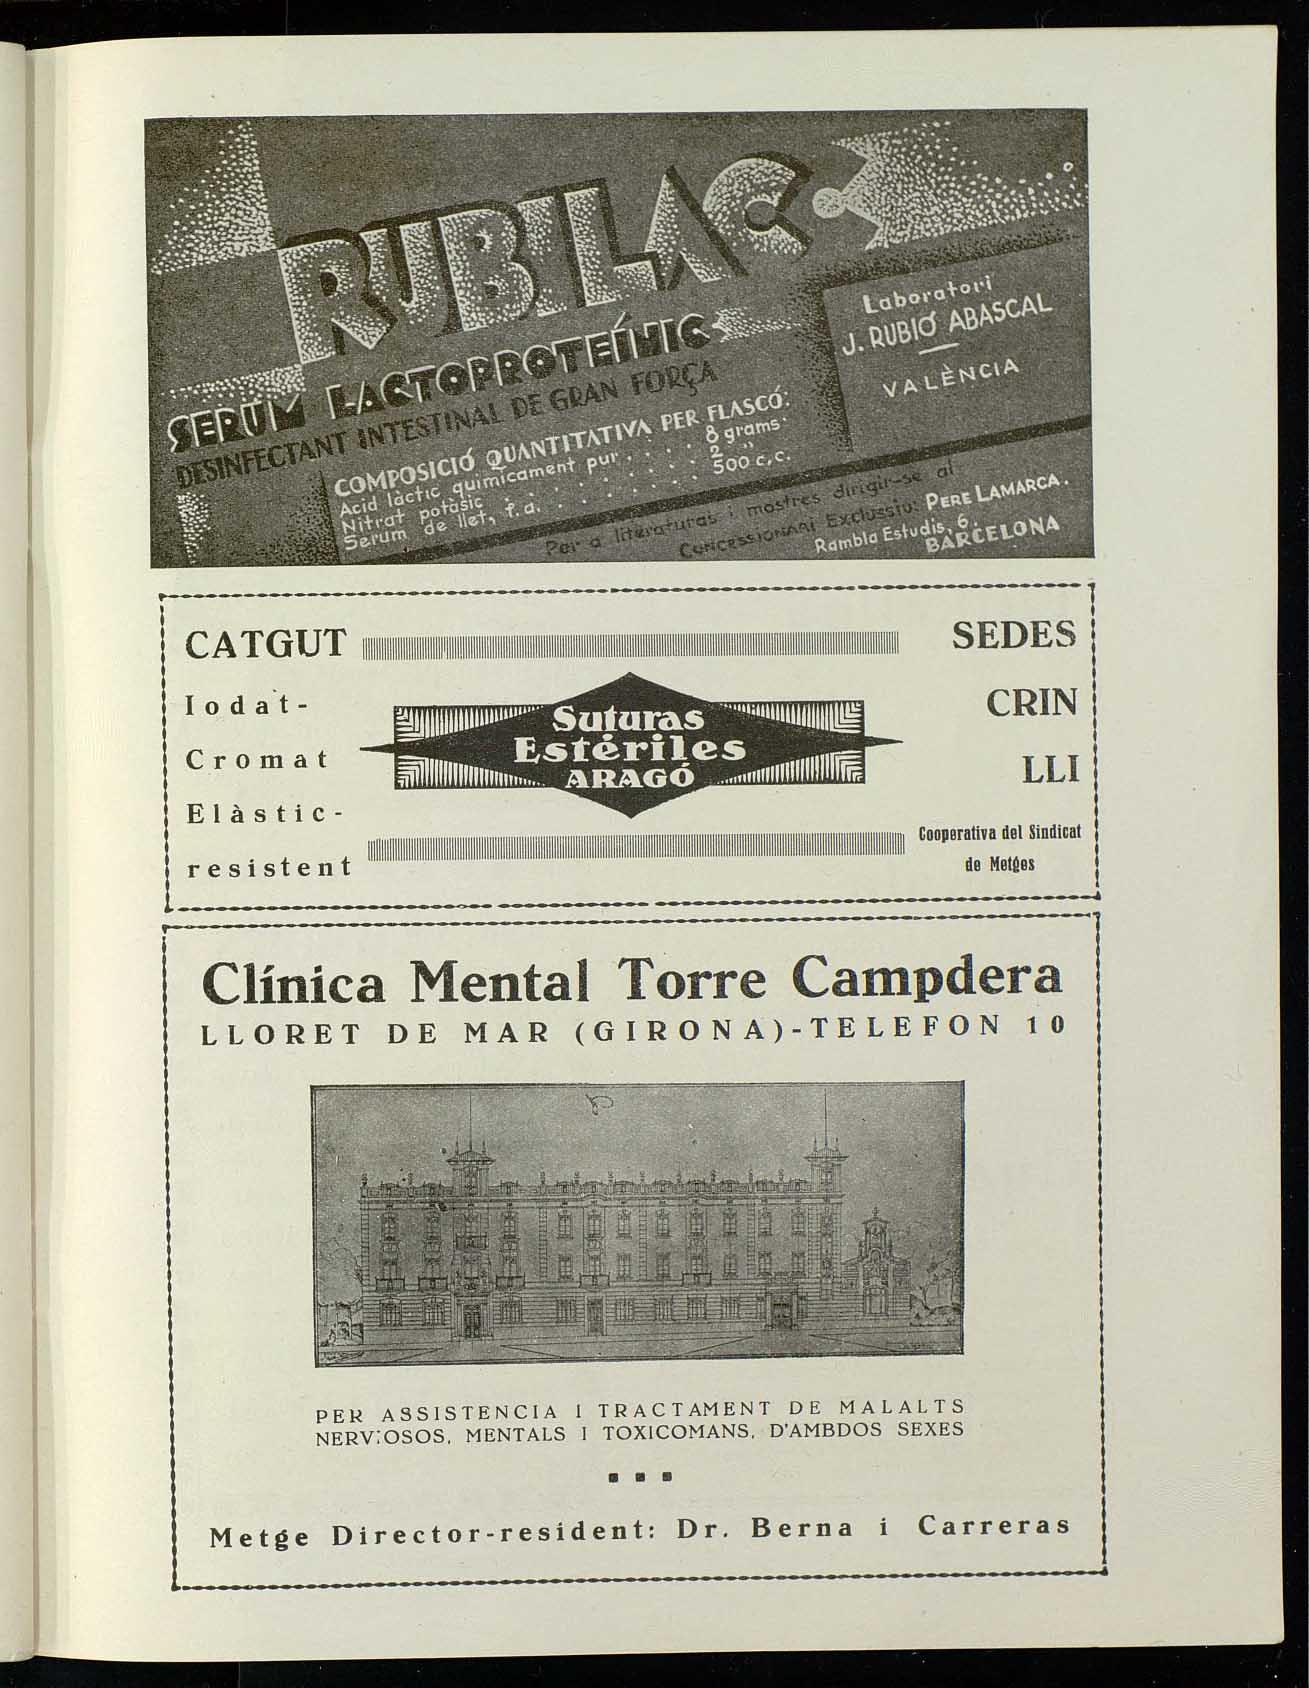 RUBILAC
SERUM LACTOPROTEÍNIC
DESINFECTANT INTESTINAL DE GRAN FORÇA
COMPOSICIÓ QUANTITATIVA PER FLASCÓ:
Acid làctic químicament pur . . . . 8 grams
Nitrat potàsic . . . . . . . 2 "
Serum de llet, f. a. . . . . . . 500 c. c.
Laboratori
J. RUBIÓ ABASCAL
VALÈNCIA
Per a literatures i mostres dirigir-se al
Concessionari Exclussiu: PERE LAMARCA.
Rambla Estudis, 6.
BARCELONA
CATGUT
Iodat-
Cromat
Elàstic-
resistent
Suturas
Estériles
ARAGÓ
SEDES
CRIN
LLI
Cooperativa del Sindicat
de Metges
Clínica Mental Torre Campdera
LLORET DE MAR (GIRONA)-TELEFON 10
PER ASSISTENCIA I TRACTAMENT DE MALALTS
NERVIOSOS, MENTALS I TOXICOMANS, D'AMBDOS SEXES
Metge Director-resident: Dr. Berna i Carreras